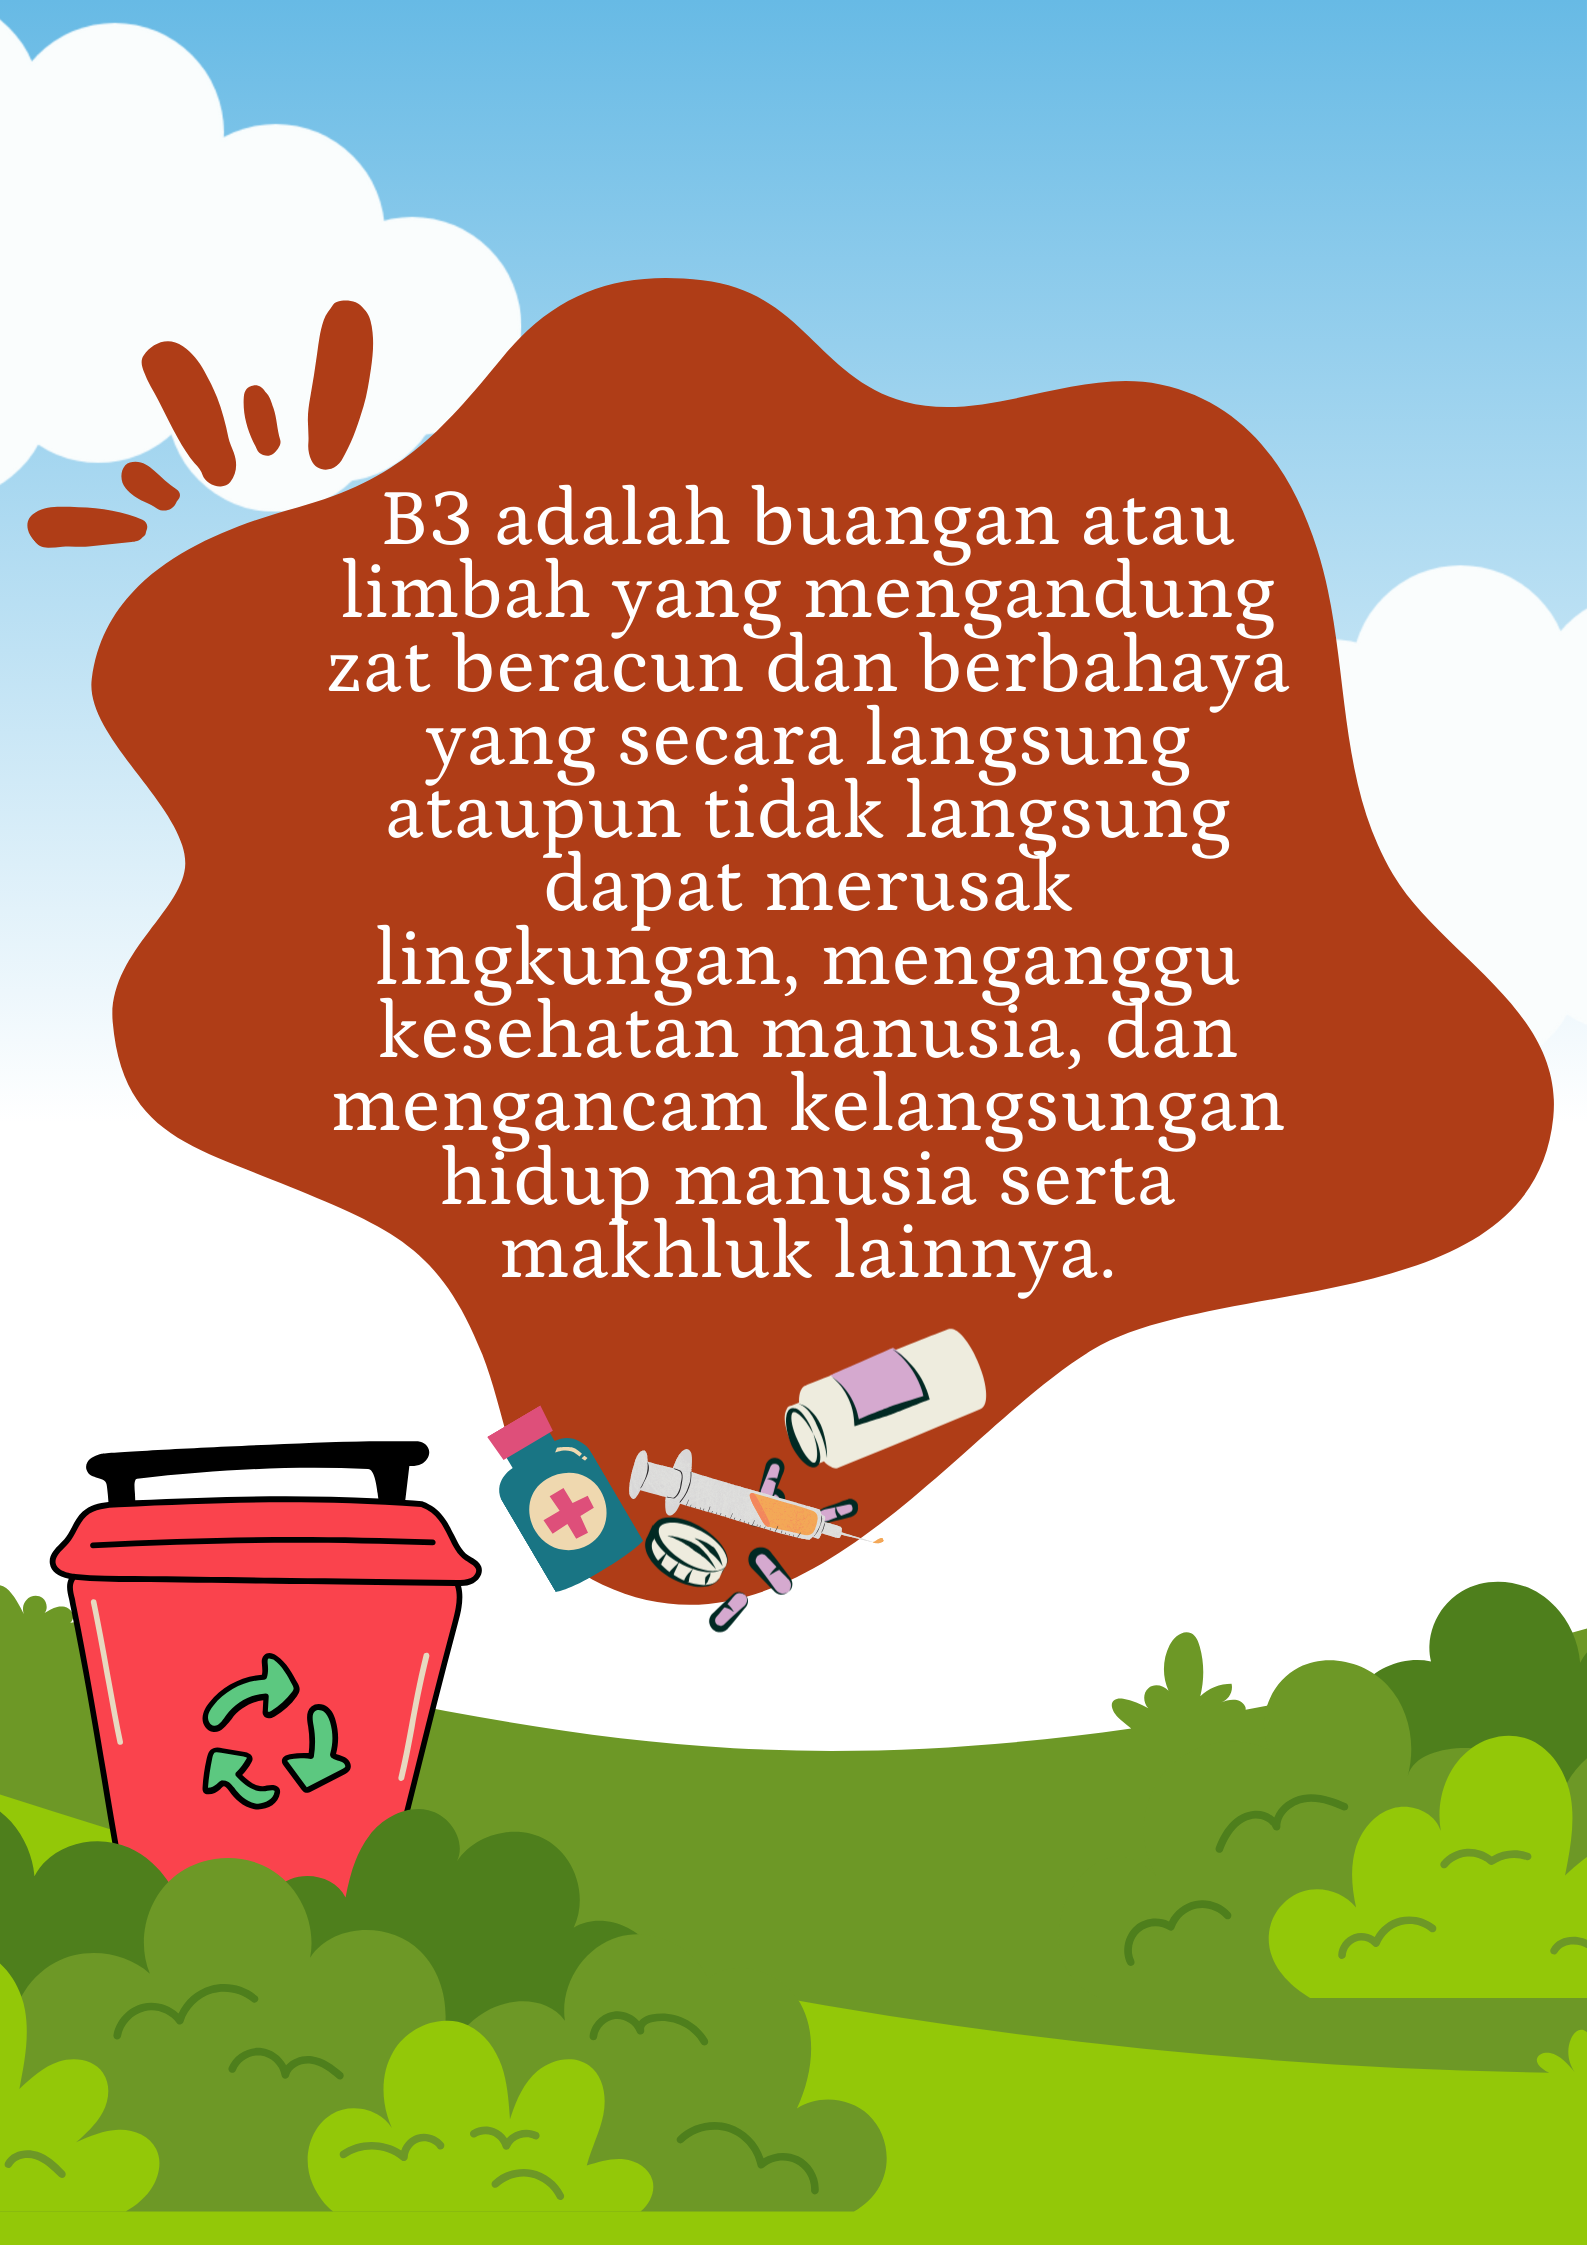 B3 adalah buangan atau
limbah yang mengandung
zat beracun dan berbahaya
yang secara langsung
ataupun tidak langsung
dapat merusak
lingkungan, menganggu
kesehatan manusia, dan
mengancam kelangsungan
hidup manusia serta
makhluk lainnya.